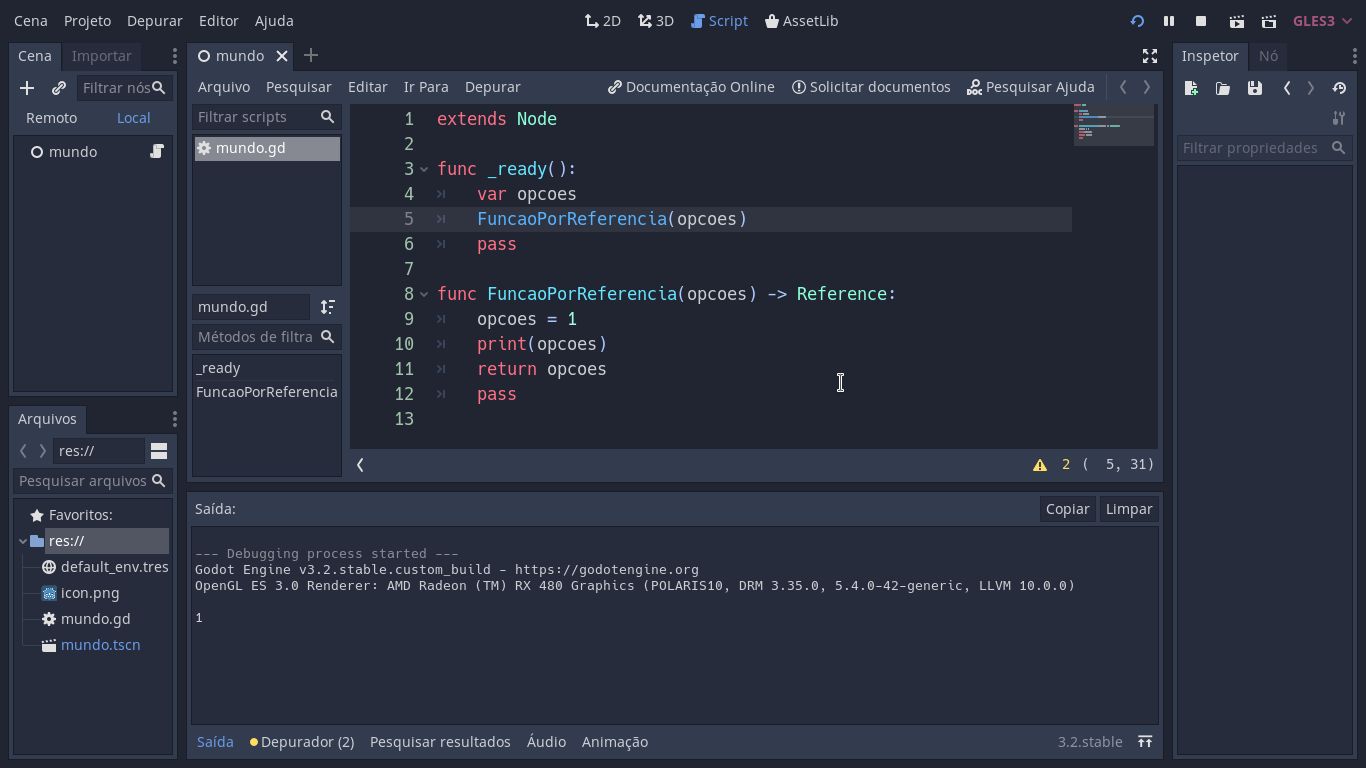 Cena Projeto Depurar Editor Ajuda 2D 3D Script AssetLib GLES3
Cena Importar
Filtrar nós
Remoto Local
mundo
Arquivos
res://
Pesquisar arquivos
Favoritos:
res://
default_env.tres
icon.png
mundo.gd
mundo.tscn
mundo
Arquivo Pesquisar Editar Ir Para Depurar Documentação Online Solicitar documentos Pesquisar Ajuda
Filtrar scripts
mundo.gd
mundo.gd
Métodos de filtra
_ready
FuncaoPorReferencia
1 extends Node
2
3 func _ready():
4 var opcoes
5 FuncaoPorReferencia(opcoes)
6 pass
7
8 func FuncaoPorReferencia(opcoes) -> Reference:
9 opcoes = 1
10 print(opcoes)
11 return opcoes
12 pass
13
2 ( 5, 31)
Saída: Copiar Limpar
--- Debugging process started ---
Godot Engine v3.2.stable.custom_build - https://godotengine.org
OpenGL ES 3.0 Renderer: AMD Radeon (TM) RX 480 Graphics (POLARIS10, DRM 3.35.0, 5.4.0-42-generic, LLVM 10.0.0)
1
Saída Depurador (2) Pesquisar resultados Áudio Animação 3.2.stable
Inspetor Nó
Filtrar propriedades